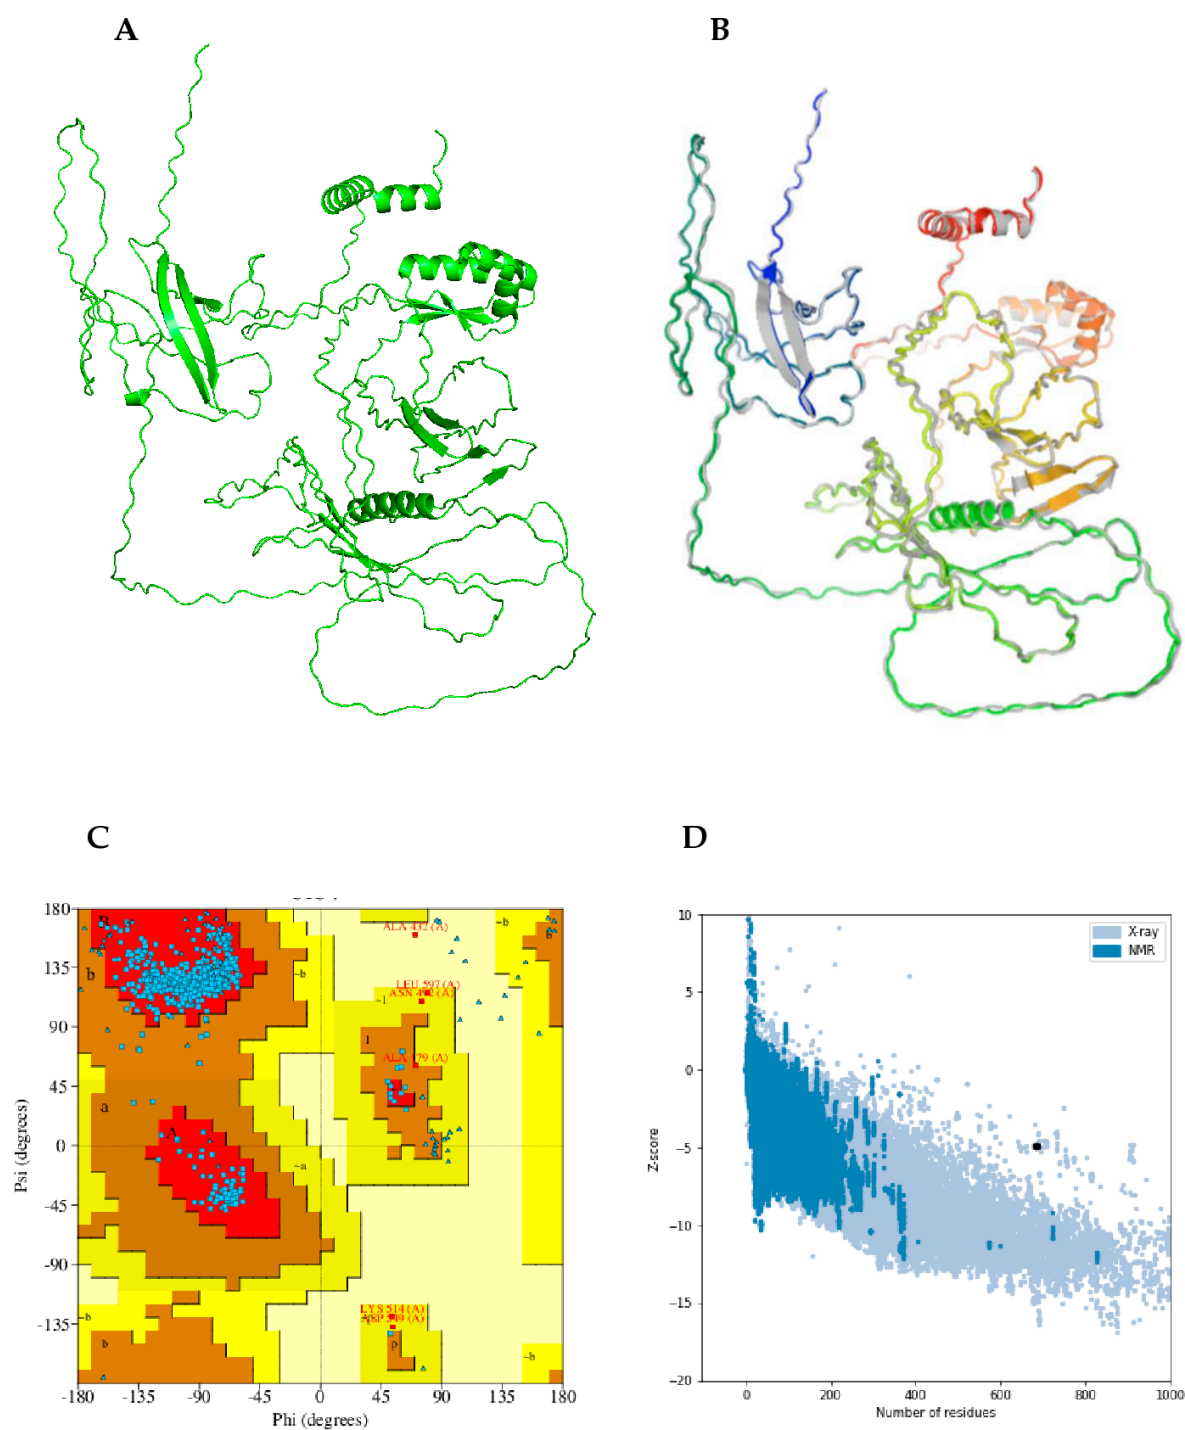 A
B
C
D
180
135
90
45
0
-45
-90
-135
-180
-135
-90
-45
0
45
90
135
180
Psi (degrees)
Phi (degrees)
B
b
~b
b
a
A
~a
~l
l
~b
b
p
~b
~b
ALA 432 (A)
LEU 597 (A)
ALA 179 (A)
LYS 514 (A)
10
5
0
−5
−10
−15
−20
0
200
400
600
800
1000
Z-score
Number of residues
X-ray
NMR